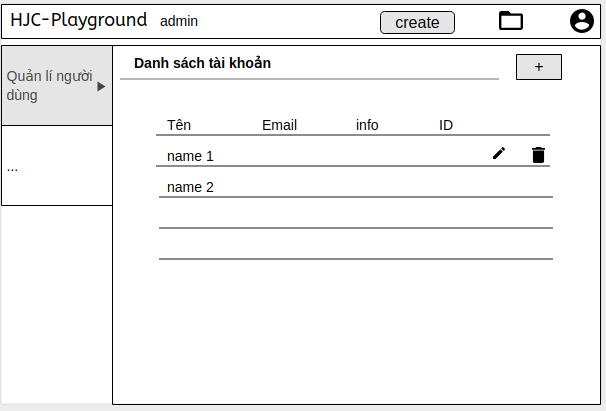 HJC-Playground admin create
Quản lí người
dùng
...
Danh sách tài khoản +
Tên Email info ID
name 1
name 2